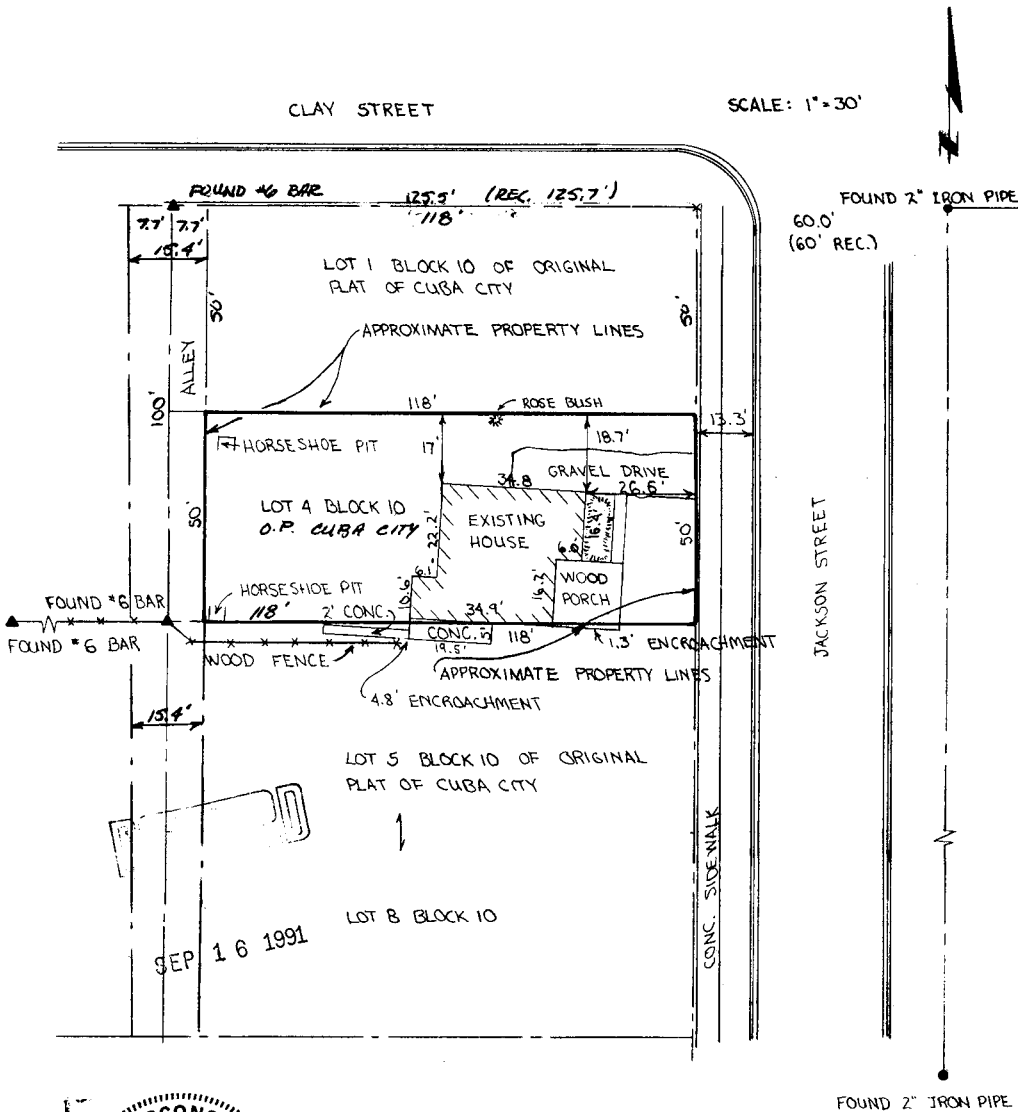 CLAY STREET
SCALE: 1"=30'
FOUND #6 BAR
125.5' (REC. 125.7')
118'
FOUND 2" IRON PIPE
60.0'
(60' REC.)
7.7' 7.7'
15.4'
LOT 1 BLOCK 10 OF ORIGINAL
PLAT OF CUBA CITY
50'
50'
APPROXIMATE PROPERTY LINES
ALLEY
100'
118'
ROSE BUSH
13.3'
HORSESHOE PIT
17'
18.7'
GRAVEL DRIVE
34.8
26.6'
LOT 4 BLOCK 10
O.P. CUBA CITY
50'
EXISTING
HOUSE
22.2'
16.4'
50'
JACKSON STREET
WOOD
PORCH
16.2'
10.6'
HORSESHOE PIT
118'
2' CONC.
34.9'
FOUND #6 BAR
FOUND #6 BAR
CONC.
5'
118'
1.3' ENCROACHMENT
WOOD FENCE
19.5'
APPROXIMATE PROPERTY LINES
4.8' ENCROACHMENT
15.4'
LOT 5 BLOCK 10 OF ORIGINAL
PLAT OF CUBA CITY
CONC. SIDEWALK
LOT 8 BLOCK 10
SEP 16 1991
FOUND 2" IRON PIPE